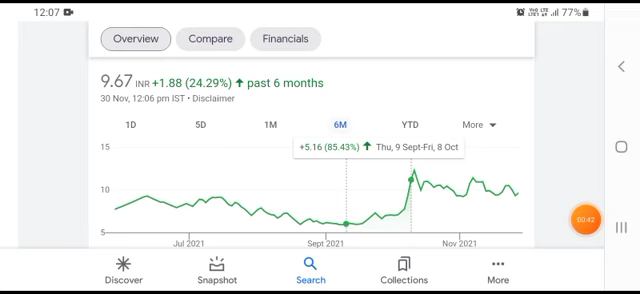 12:07 77%
Overview Compare Financials
9.67 INR +1.88 (24.29%) ↑ past 6 months
30 Nov, 12:06 pm IST • Disclaimer
1D 5D 1M 6M YTD More
+5.16 (85.43%) ↑ Thu, 9 Sept-Fri, 8 Oct
15
10
5
Jul 2021 Sept 2021 Nov 2021
00:42
Discover Snapshot Search Collections More